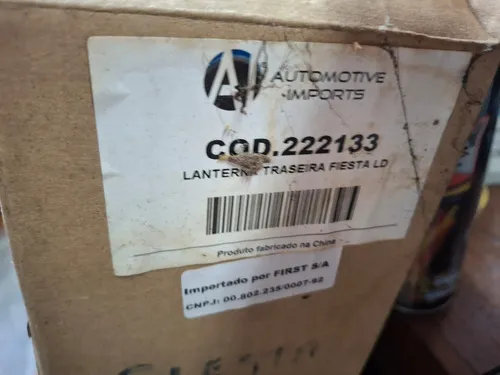 AI AUTOMOTIVE
IMPORTS
COD.222133
LANTERNA TRASEIRA FIESTA LD
Produto fabricado na China
Importado por FIRST S/A
CNPJ: 00.802.235/0007-92